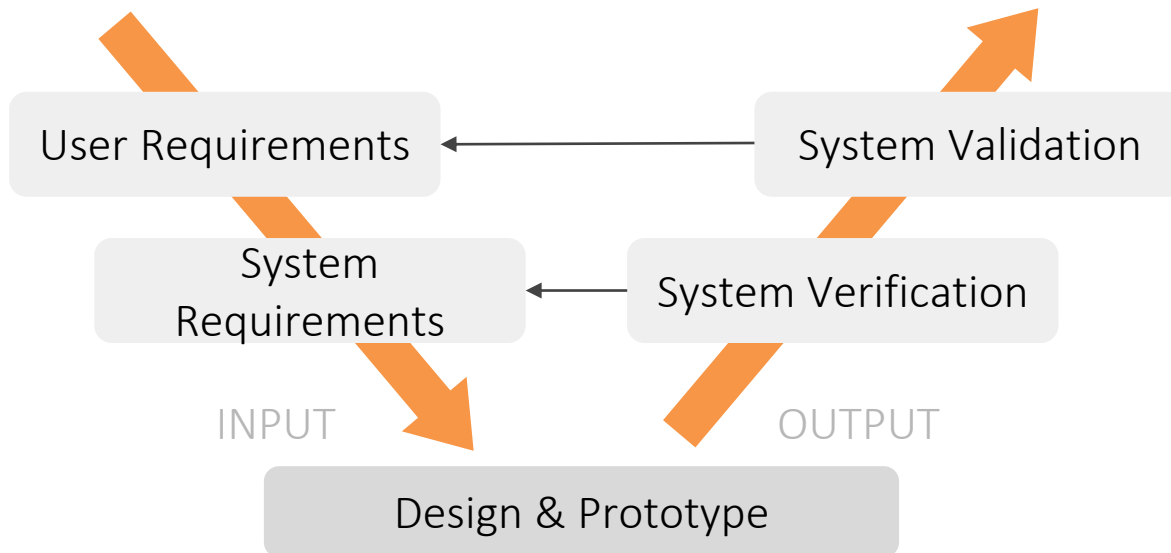 User Requirements
System Validation
System
Requirements
System Verification
INPUT
OUTPUT
Design & Prototype